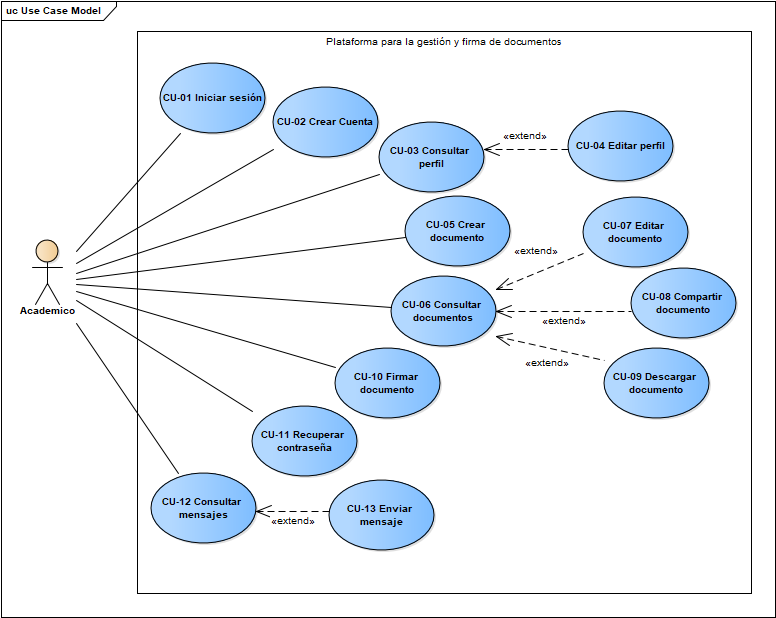 uc Use Case Model
Plataforma para la gestión y firma de documentos
CU-01 Iniciar sesión
CU-02 Crear Cuenta
CU-03 Consultar
perfil
«extend»
CU-04 Editar perfil
CU-05 Crear
documento
CU-07 Editar
documento
«extend»
CU-06 Consultar
documentos
CU-08 Compartir
documento
«extend»
Academico
«extend»
CU-09 Descargar
documento
CU-10 Firmar
documento
CU-11 Recuperar
contraseña
CU-12 Consultar
mensajes
«extend»
CU-13 Enviar
mensaje